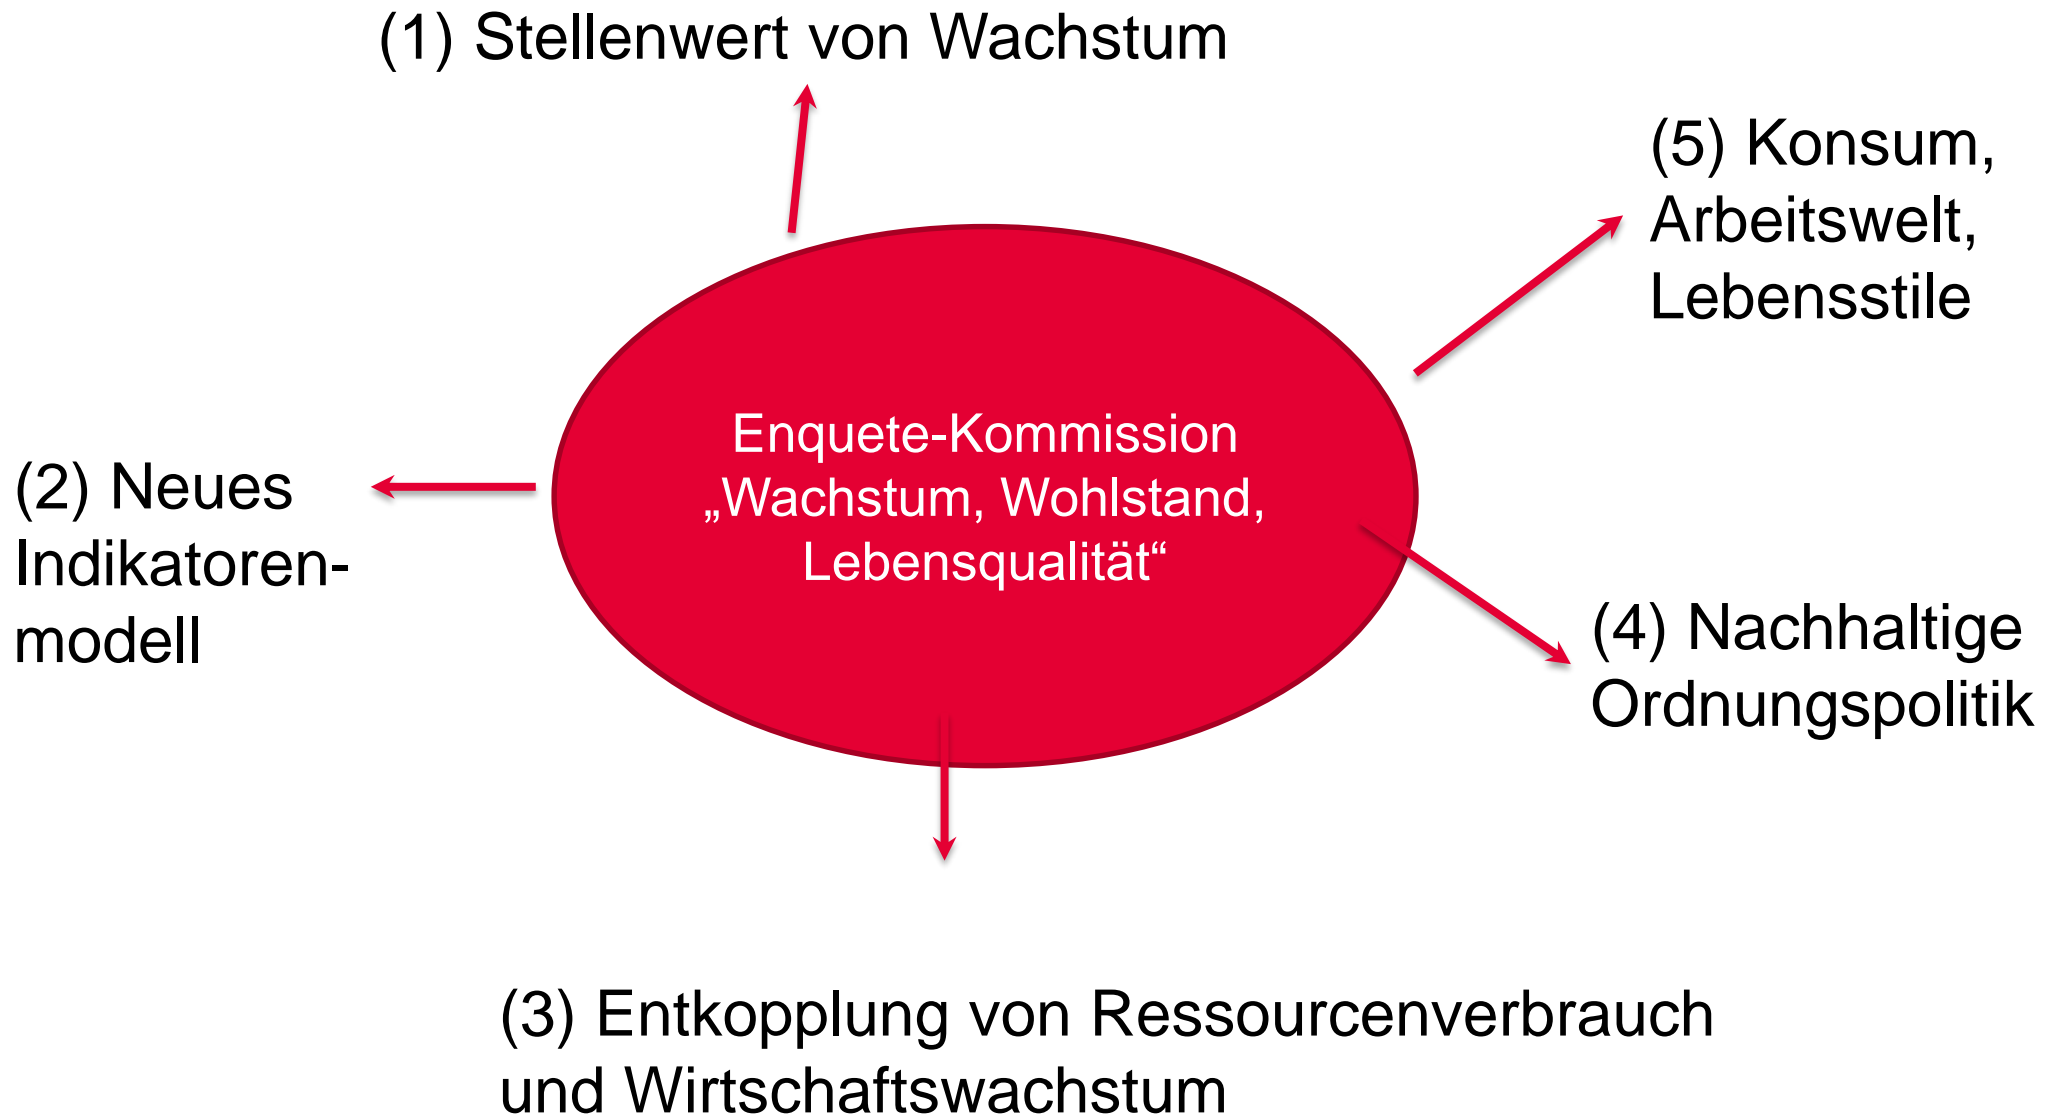 (1) Stellenwert von Wachstum
(5) Konsum,
Arbeitswelt,
Lebensstile
Enquete-Kommission
„Wachstum, Wohlstand,
Lebensqualität“
(2) Neues
Indikatoren-
modell
(4) Nachhaltige
Ordnungspolitik
(3) Entkopplung von Ressourcenverbrauch
und Wirtschaftswachstum